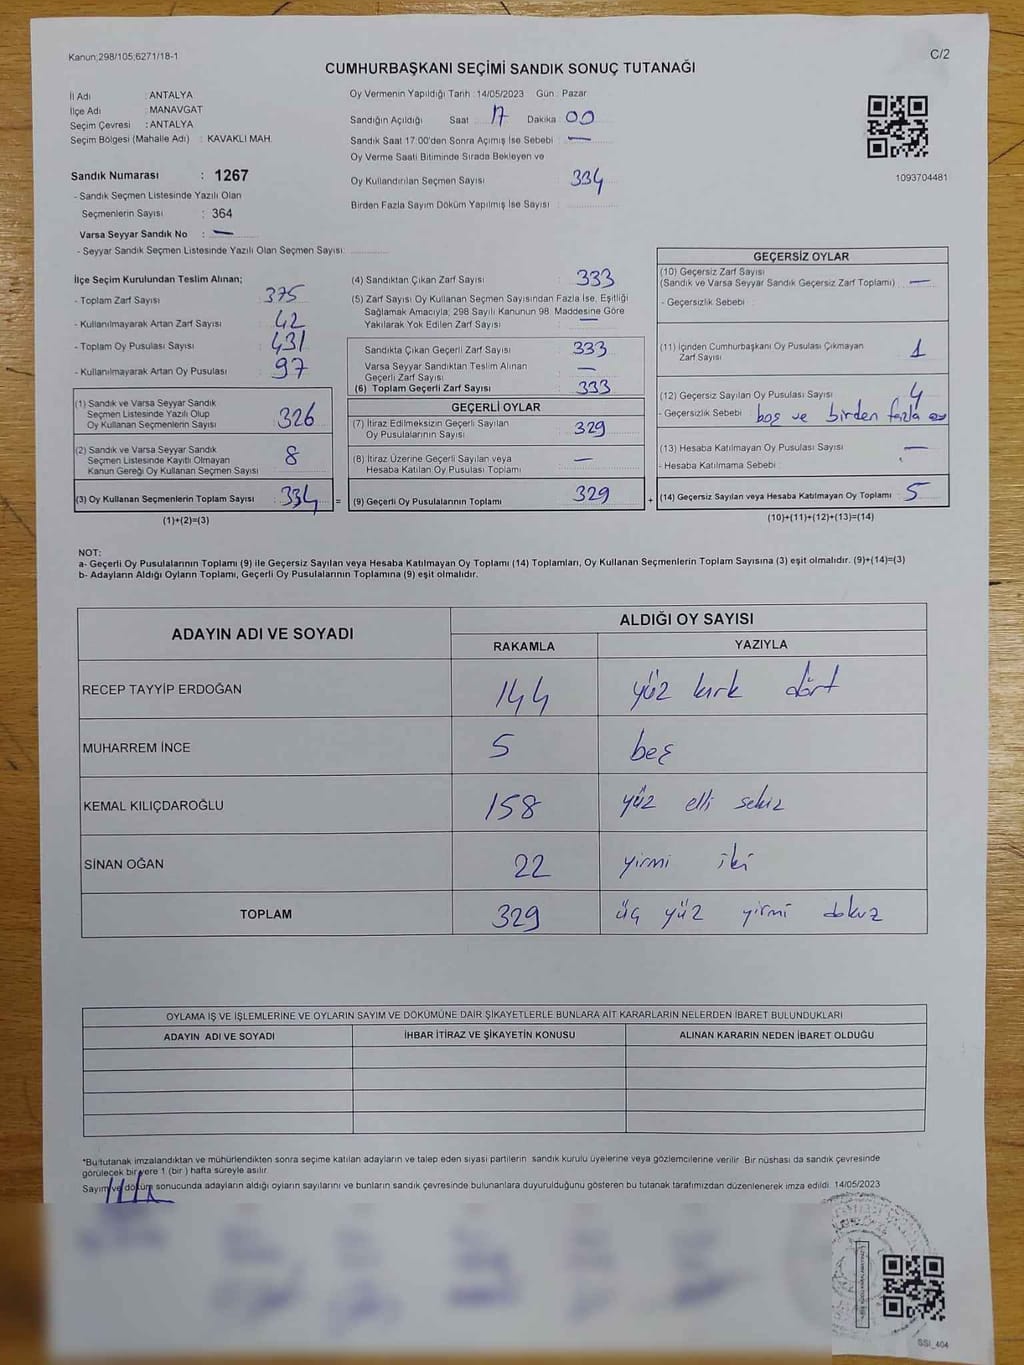 Kanun;298/105;6271/18-1
C/2
CUMHURBAŞKANI SEÇİMİ SANDIK SONUÇ TUTANAĞI
İl Adı : ANTALYA
İlçe Adı : MANAVGAT
Seçim Çevresi : ANTALYA
Seçim Bölgesi (Mahalle Adı) : KAVAKLI MAH.
Sandık Numarası : 1267
- Sandık Seçmen Listesinde Yazılı Olan
Seçmenlerin Sayısı : 364
Varsa Seyyar Sandık No : —
- Seyyar Sandık Seçmen Listesinde Yazılı Olan Seçmen Sayısı:
Oy Vermenin Yapıldığı Tarih : 14/05/2023 Gün : Pazar
Sandığın Açıldığı Saat 17 Dakika 00
Sandık Saat 17:00'den Sonra Açımış İse Sebebi : —
Oy Verme Saati Bitiminde Sırada Bekleyen ve
Oy Kullandırılan Seçmen Sayısı : 334
Birden Fazla Sayım Döküm Yapılmış İse Sayısı :
1093704481
İlçe Seçim Kurulundan Teslim Alınan;
- Toplam Zarf Sayısı : 375
- Kullanılmayarak Artan Zarf Sayısı : 42
- Toplam Oy Pusulası Sayısı : 431
- Kullanılmayarak Artan Oy Pusulası : 97
(1) Sandık ve Varsa Seyyar Sandık
Seçmen Listesinde Yazılı Olup
Oy Kullanan Seçmenlerin Sayısı : 326
(2) Sandık ve Varsa Seyyar Sandık
Seçmen Listesinde Kayıtlı Olmayan
Kanun Gereği Oy Kullanan Seçmen Sayısı : 8
(3) Oy Kullanan Seçmenlerin Toplam Sayısı : 334 =
(1)+(2)=(3)
(4) Sandıktan Çıkan Zarf Sayısı : 333
(5) Zarf Sayısı Oy Kullanan Seçmen Sayısından Fazla İse, Eşitliği
Sağlamak Amacıyla; 298 Sayılı Kanunun 98. Maddesine Göre
Yakılarak Yok Edilen Zarf Sayısı : —
Sandıkta Çıkan Geçerli Zarf Sayısı : 333
Varsa Seyyar Sandıktan Teslim Alınan
Geçerli Zarf Sayısı : —
(6) Toplam Geçerli Zarf Sayısı : 333
GEÇERLİ OYLAR
(7) İtiraz Edilmeksizin Geçerli Sayılan
Oy Pusulalarının Sayısı : 329
(8) İtiraz Üzerine Geçerli Sayılan veya
Hesaba Katılan Oy Pusulası Toplamı : —
(9) Geçerli Oy Pusulalarının Toplamı 329 +
GEÇERSİZ OYLAR
(10) Geçersiz Zarf Sayısı
(Sandık ve Varsa Seyyar Sandık Geçersiz Zarf Toplamı) : —
- Geçersizlik Sebebi :
(11) İçinden Cumhurbaşkanı Oy Pusulası Çıkmayan
Zarf Sayısı : 1
(12) Geçersiz Sayılan Oy Pusulası Sayısı : 4
- Geçersizlik Sebebi : boş ve birden fazla oy
(13) Hesaba Katılmayan Oy Pusulası Sayısı : —
- Hesaba Katılmama Sebebi :
(14) Geçersiz Sayılan veya Hesaba Katılmayan Oy Toplamı : 5
(10)+(11)+(12)+(13)=(14)
NOT:
a- Geçerli Oy Pusulalarının Toplamı (9) ile Geçersiz Sayılan veya Hesaba Katılmayan Oy Toplamı (14) Toplamları, Oy Kullanan Seçmenlerin Toplam Sayısına (3) eşit olmalıdır. (9)+(14)=(3)
b- Adayların Aldığı Oyların Toplamı, Geçerli Oy Pusulalarının Toplamına (9) eşit olmalıdır.
ADAYIN ADI VE SOYADI
ALDIĞI OY SAYISI
RAKAMLA YAZIYLA
RECEP TAYYİP ERDOĞAN 144 yüz kırk dört
MUHARREM İNCE 5 beş
KEMAL KILIÇDAROĞLU 158 yüz elli sekiz
SİNAN OĞAN 22 yirmi iki
TOPLAM 329 üç yüz yirmi dokuz
OYLAMA İŞ VE İŞLEMLERİNE VE OYLARIN SAYIM VE DÖKÜMÜNE DAİR ŞİKAYETLERLE BUNLARA AİT KARARLARIN NELERDEN İBARET BULUNDUKLARI
ADAYIN ADI VE SOYADI İHBAR İTİRAZ VE ŞİKAYETİN KONUSU ALINAN KARARIN NEDEN İBARET OLDUĞU
*Bu tutanak imzalandıktan ve mühürlendikten sonra seçime katılan adayların ve talep eden siyasi partilerin sandık kurulu üyelerine veya gözlemcilerine verilir. Bir nüshası da sandık çevresinde
görülecek bir yere 1 (bir) hafta süreyle asılır.
Sayım ve döküm sonucunda adayların aldığı oyların sayılarını ve bunların sandık çevresinde bulunanlara duyurulduğunu gösteren bu tutanak tarafımızdan düzenlenerek imza edildi. 14/05/2023
SSI_404